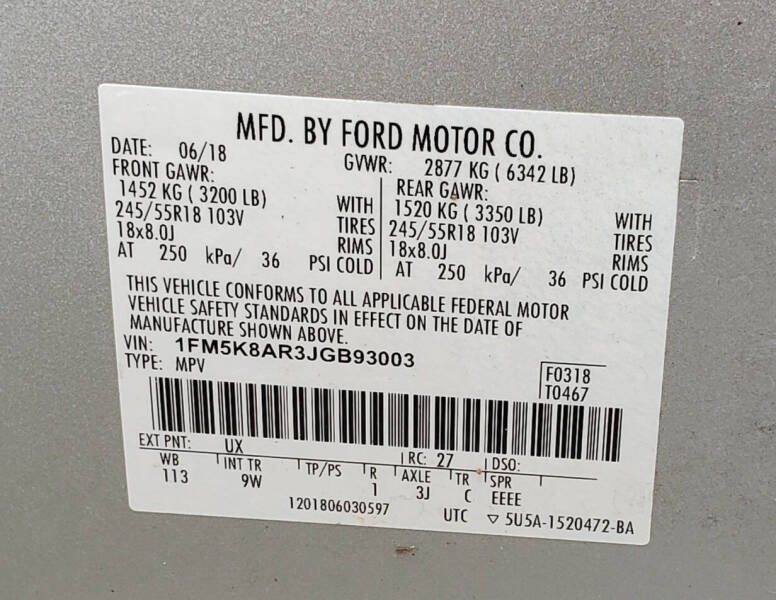 MFD. BY FORD MOTOR CO.
DATE: 06/18 GVWR: 2877 KG ( 6342 LB)
FRONT GAWR: REAR GAWR:
1452 KG ( 3200 LB) WITH 1520 KG ( 3350 LB) WITH
245/55R18 103V TIRES 245/55R18 103V TIRES
18x8.0J RIMS 18x8.0J RIMS
AT 250 kPa/ 36 PSI COLD AT 250 kPa/ 36 PSI COLD
THIS VEHICLE CONFORMS TO ALL APPLICABLE FEDERAL MOTOR
VEHICLE SAFETY STANDARDS IN EFFECT ON THE DATE OF
MANUFACTURE SHOWN ABOVE.
VIN: 1FM5K8AR3JGB93003
TYPE: MPV
F0318
T0467
EXT PNT: UX RC: 27 DSO:
WB INT TR TP/PS R AXLE TR SPR
113 9W 1 3J C EEEE
1201806030597 UTC ▽ 5U5A-1520472-BA